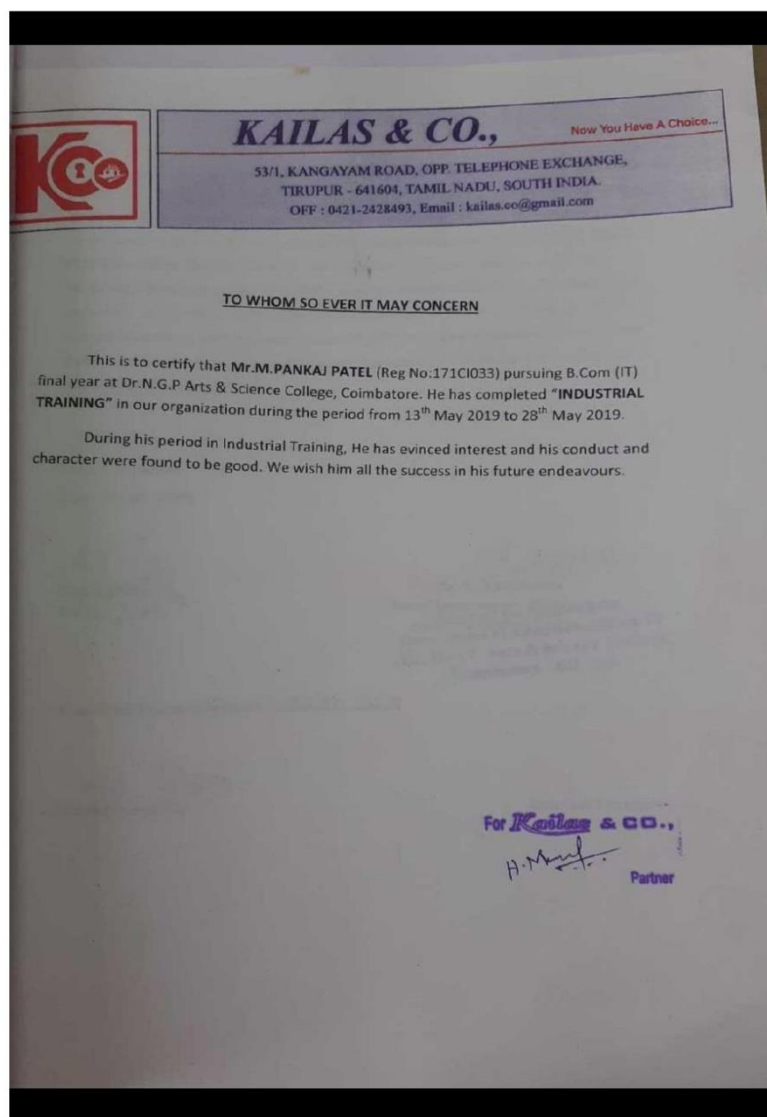 KAILAS & CO.,
Now You Have A Choice...
53/1, KANGAYAM ROAD, OPP. TELEPHONE EXCHANGE,
TIRUPUR - 641604, TAMIL NADU, SOUTH INDIA.
OFF : 0421-2428493, Email : kailas.co@gmail.com
TO WHOM SO EVER IT MAY CONCERN
This is to certify that Mr.M.PANKAJ PATEL (Reg No:171CI033) pursuing B.Com (IT)
final year at Dr.N.G.P Arts & Science College, Coimbatore. He has completed "INDUSTRIAL
TRAINING" in our organization during the period from 13th May 2019 to 28th May 2019.
During his period in Industrial Training, He has evinced interest and his conduct and
character were found to be good. We wish him all the success in his future endeavours.
For Kailas & CO.,
Partner